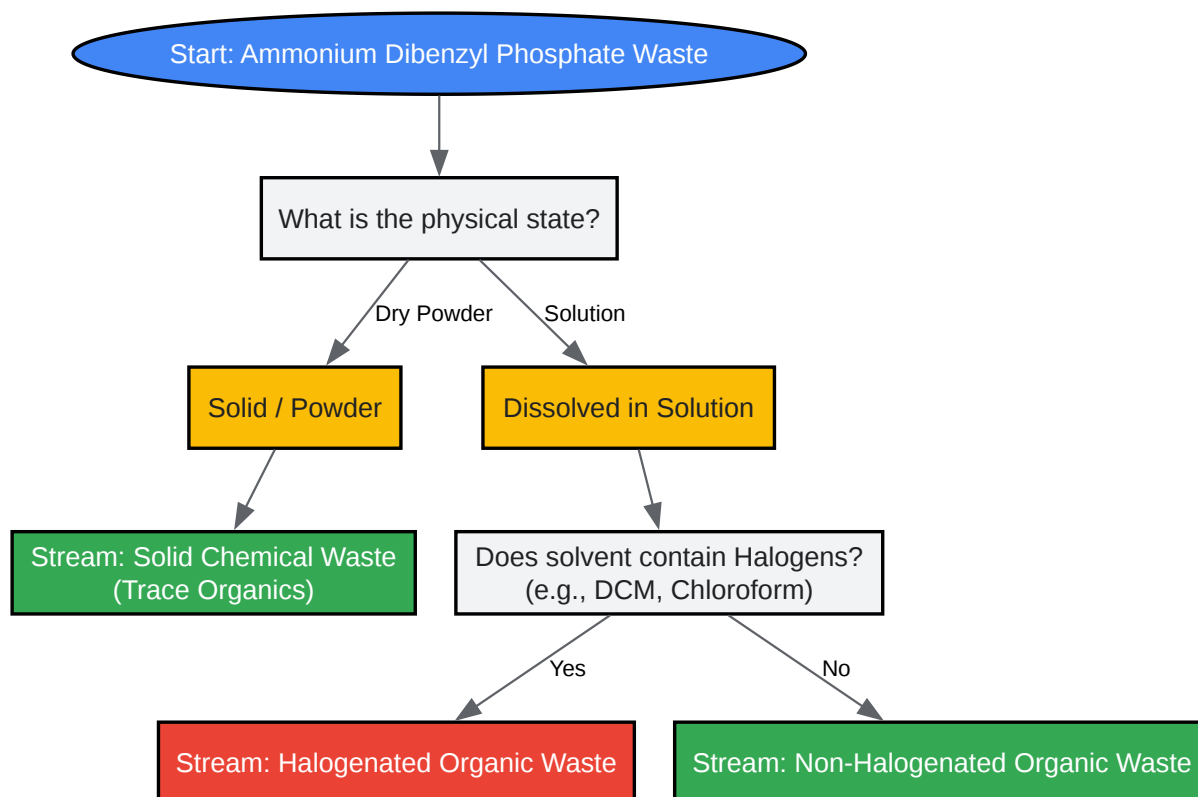 Start: Ammonium Dibenzyl Phosphate Waste
What is the physical state?
Dry Powder
Solution
Solid / Powder
Dissolved in Solution
Stream: Solid Chemical Waste
(Trace Organics)
Does solvent contain Halogens?
(e.g., DCM, Chloroform)
Yes
No
Stream: Halogenated Organic Waste
Stream: Non-Halogenated Organic Waste